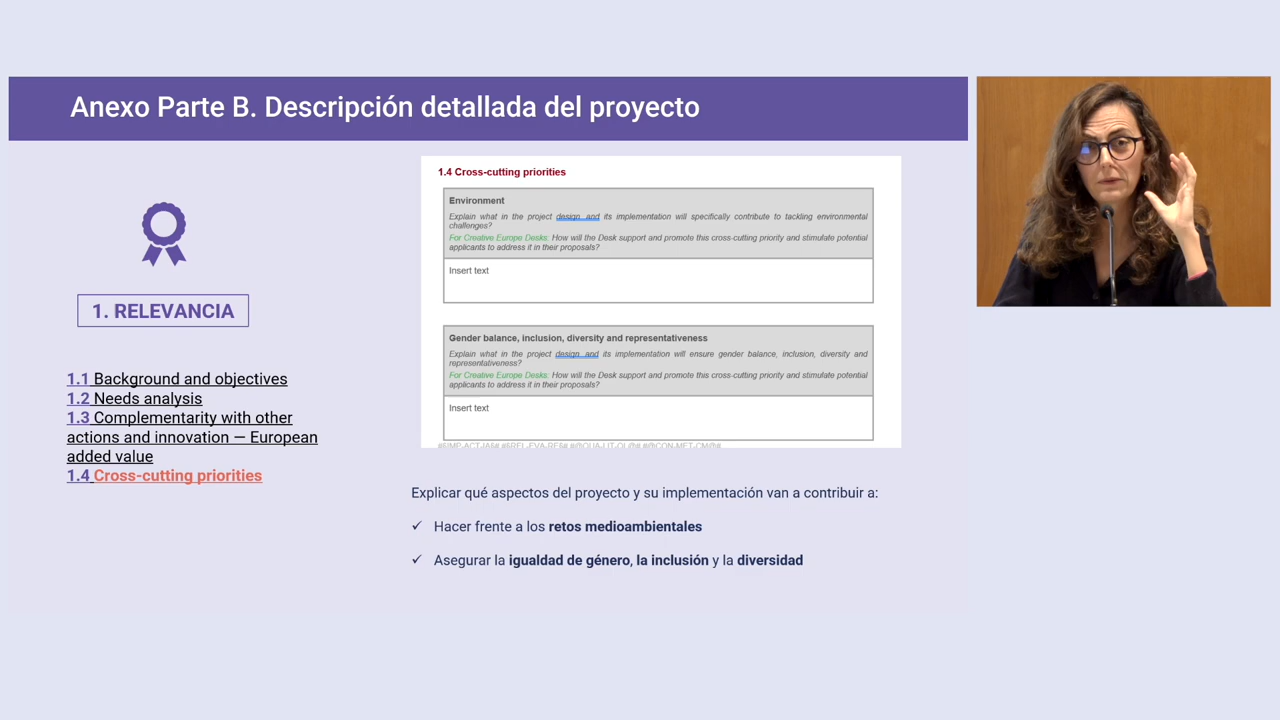 Anexo Parte B. Descripción detallada del proyecto
1. RELEVANCIA
1.1 Background and objectives
1.2 Needs analysis
1.3 Complementarity with other
actions and innovation — European
added value
1.4 Cross-cutting priorities
1.4 Cross-cutting priorities
Environment
Explain what in the project design and its implementation will specifically contribute to tackling environmental
challenges?
For Creative Europe Desks: How will the Desk support and promote this cross-cutting priority and stimulate potential
applicants to address it in their proposals?
Insert text
Gender balance, inclusion, diversity and representativeness
Explain what in the project design and its implementation will ensure gender balance, inclusion, diversity and
representativeness?
For Creative Europe Desks: How will the Desk support and promote this cross-cutting priority and stimulate potential
applicants to address it in their proposals?
Insert text
Explicar qué aspectos del proyecto y su implementación van a contribuir a:
✓ Hacer frente a los retos medioambientales
✓ Asegurar la igualdad de género, la inclusión y la diversidad